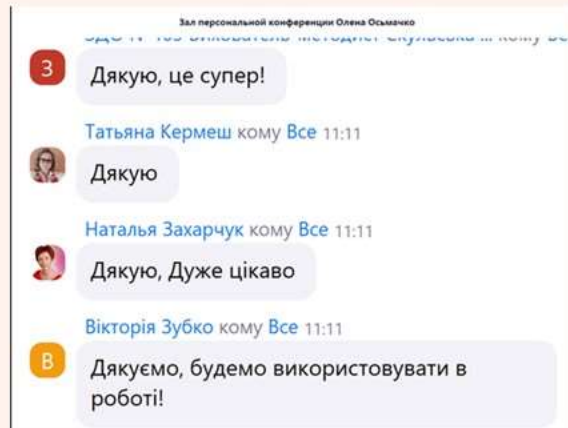 Зал персональной конференции Олена Осьмачко
кому
З
Дякую, це супер!
Татьяна Кермеш кому Все 11:11
Дякую
Наталья Захарчук кому Все 11:11
Дякую, Дуже цікаво
Вікторія Зубко кому Все 11:11
В
Дякуємо, будемо використовувати в
роботі!